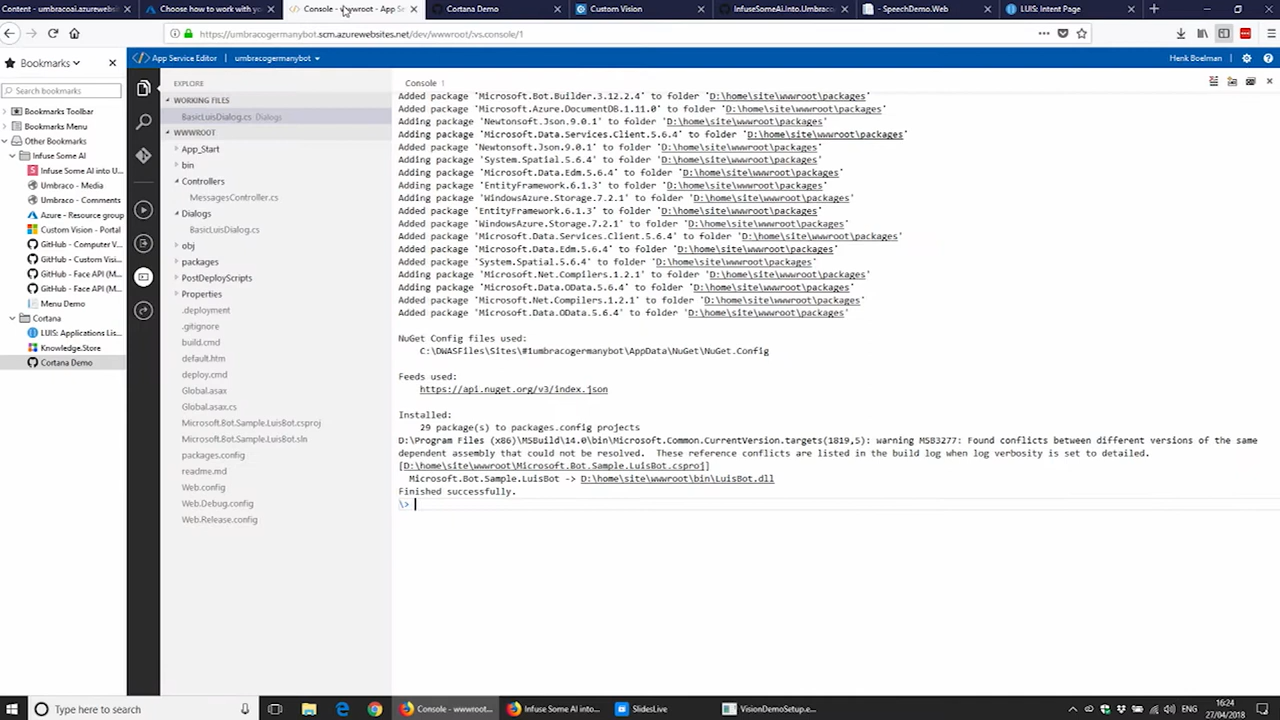 Content - umbracoai.azurewebsit
Choose how to work with you
Console - wwwroot - App Se
Cortana Demo
Custom Vision
InfuseSomeAI.into.Umbraco
- SpeechDemo.Web
LUIS: Intent Page
https://umbracogermanybot.scm.azurewebsites.net/dev/wwwroot/:vs.console/1
Bookmarks
App Service Editor
umbracogermanybot
Henk Boelman
Search bookmarks
Bookmarks Toolbar
Bookmarks Menu
Other Bookmarks
Infuse Some AI
Infuse Some AI into U...
Umbraco - Media
Umbraco - Comments
Azure - Resource group
Custom Vision - Portal
GitHub - Computer V...
GitHub - Custom Visi...
GitHub - Face API (M...
GitHub - Face API (M...
Menu Demo
Cortana
LUIS: Applications Lis...
Knowledge.Store
Cortana Demo
EXPLORE
WORKING FILES
BasicLuisDialog.cs Dialogs
WWWROOT
App_Start
bin
Controllers
MessagesController.cs
Dialogs
BasicLuisDialog.cs
obj
packages
PostDeployScripts
Properties
.deployment
.gitignore
build.cmd
default.htm
deploy.cmd
Global.asax
Global.asax.cs
Microsoft.Bot.Sample.LuisBot.csproj
Microsoft.Bot.Sample.LuisBot.sln
packages.config
readme.md
Web.config
Web.Debug.config
Web.Release.config
Console
Added package 'Microsoft.Bot.Builder.3.12.2.4' to folder 'D:\home\site\wwwroot\packages'
Added package 'Microsoft.Azure.DocumentDB.1.11.0' to folder 'D:\home\site\wwwroot\packages'
Adding package 'Newtonsoft.Json.9.0.1' to folder 'D:\home\site\wwwroot\packages'
Adding package 'Microsoft.Data.Services.Client.5.6.4' to folder 'D:\home\site\wwwroot\packages'
Added package 'Newtonsoft.Json.9.0.1' to folder 'D:\home\site\wwwroot\packages'
Adding package 'System.Spatial.5.6.4' to folder 'D:\home\site\wwwroot\packages'
Added package 'Microsoft.Data.Edm.5.6.4' to folder 'D:\home\site\wwwroot\packages'
Adding package 'EntityFramework.6.1.3' to folder 'D:\home\site\wwwroot\packages'
Adding package 'WindowsAzure.Storage.7.2.1' to folder 'D:\home\site\wwwroot\packages'
Added package 'EntityFramework.6.1.3' to folder 'D:\home\site\wwwroot\packages'
Added package 'WindowsAzure.Storage.7.2.1' to folder 'D:\home\site\wwwroot\packages'
Added package 'Microsoft.Data.Services.Client.5.6.4' to folder 'D:\home\site\wwwroot\packages'
Adding package 'Microsoft.Data.Edm.5.6.4' to folder 'D:\home\site\wwwroot\packages'
Added package 'System.Spatial.5.6.4' to folder 'D:\home\site\wwwroot\packages'
Adding package 'Microsoft.Net.Compilers.1.2.1' to folder 'D:\home\site\wwwroot\packages'
Adding package 'Microsoft.Data.OData.5.6.4' to folder 'D:\home\site\wwwroot\packages'
Added package 'Microsoft.Net.Compilers.1.2.1' to folder 'D:\home\site\wwwroot\packages'
Added package 'Microsoft.Data.OData.5.6.4' to folder 'D:\home\site\wwwroot\packages'
NuGet Config files used:
C:\DWASFiles\Sites\#1umbracogermanybot\AppData\NuGet\NuGet.Config
Feeds used:
https://api.nuget.org/v3/index.json
Installed:
29 package(s) to packages.config projects
D:\Program Files (x86)\MSBuild\14.0\bin\Microsoft.Common.CurrentVersion.targets(1819,5): warning MSB3277: Found conflicts between different versions of the same
dependent assembly that could not be resolved. These reference conflicts are listed in the build log when log verbosity is set to detailed.
[D:\home\site\wwwroot\Microsoft.Bot.Sample.LuisBot.csproj]
Microsoft.Bot.Sample.LuisBot -> D:\home\site\wwwroot\bin\LuisBot.dll
Finished successfully.
\>
Type here to search
Console - wwwroot...
Infuse Some AI into...
SlidesLive
VisionDemoSetup.e...
ENG
16:24
27/04/2018